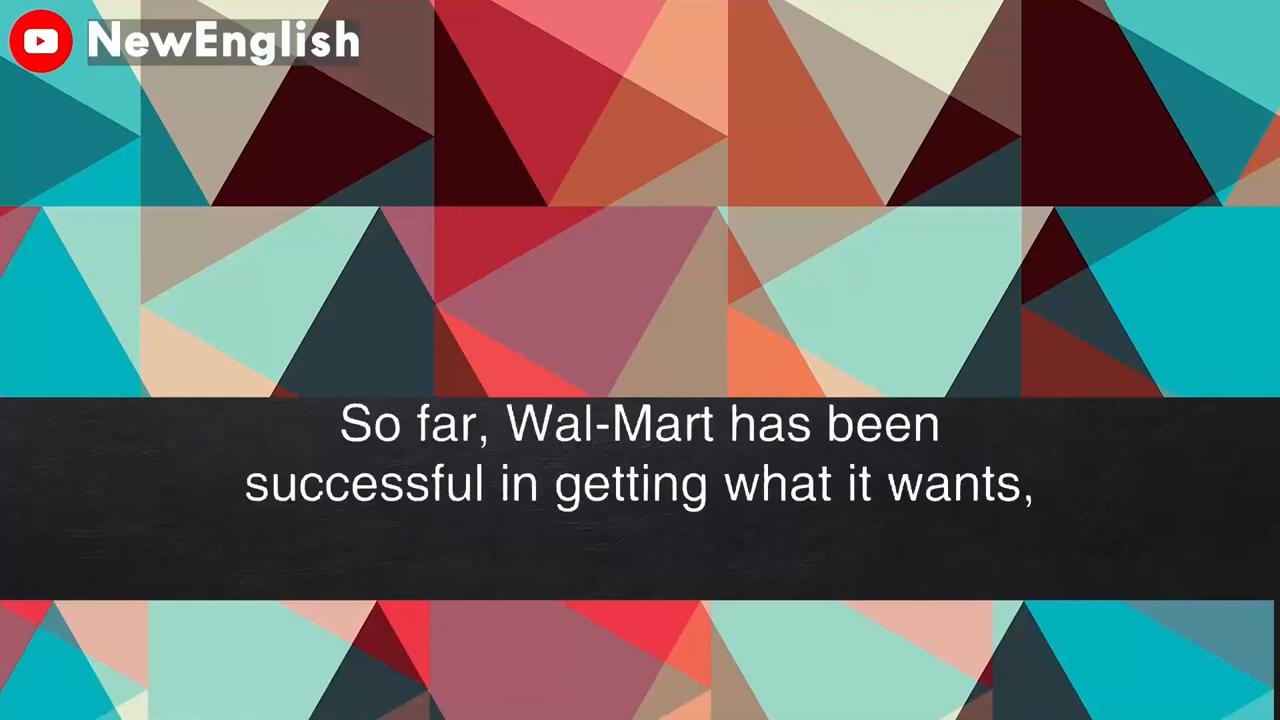 NewEnglish
So far, Wal-Mart has been
successful in getting what it wants,